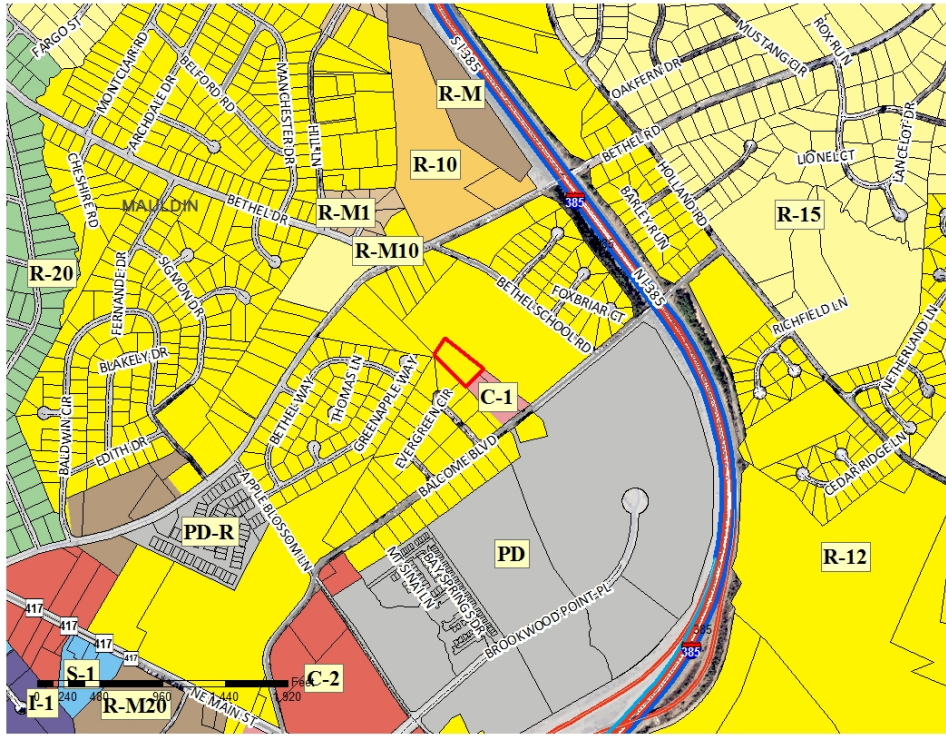 FARGO ST
MONTCLAIR RD
ARCHDALE DR
BELFORD RD
MANCHESTER DR
HILL LN
S I-385
R-M
MUSTANG CIR
ROX RUN
OAKFERN DR
BETHEL RD
LIONEL CT
LANCELOT DR
R-10
CHESHIRE RD
MAULDIN
BETHEL DR
R-M1
385
HOLLAND RD
BARLEY RUN
R-15
R-M10
R-20
FERNANDE DR
SIGMON DR
N I-385
FOXBRIAR CT
BETHEL SCHOOL RD
RICHFIELD LN
NETHERLAND LN
BLAKELY DR
BETHEL WAY
THOMAS LN
GREENAPPLE WAY
C-1
BALDWIN CIR
EVERGREEN CIR
EDITH DR
BALCOME BLVD
CEDAR RIDGE LN
APPLE BLOSSOM LN
PD-R
PD
R-12
MT SINAI LN
BAY SPRINGS DR
BROOKWOOD POINT PL
417
417
417
385
385
S-1
C-2
Feet
0 240 480 960 1,440 1,920
I-1
R-M20
NE MAIN ST